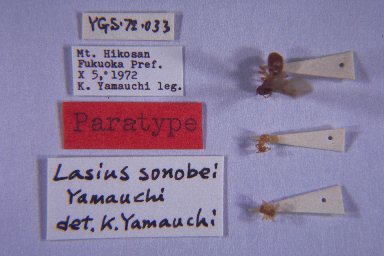 YGS·72·033
Mt. Hikosan
Fukuoka Pref.
X 5, 1972
K. Yamauchi leg.
Paratype
Lasius sonobei
Yamauchi
det. K. Yamauchi